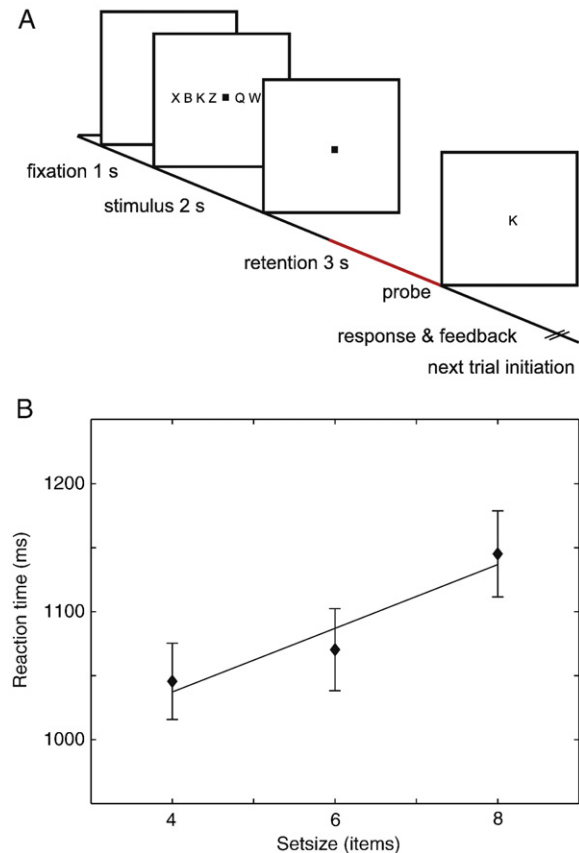 A
X B K Z ■ Q W
K
fixation 1 s
stimulus 2 s
retention 3 s
probe
response & feedback
next trial initiation
B
Reaction time (ms)
1200
1100
1000
4 6 8
Setsize (items)